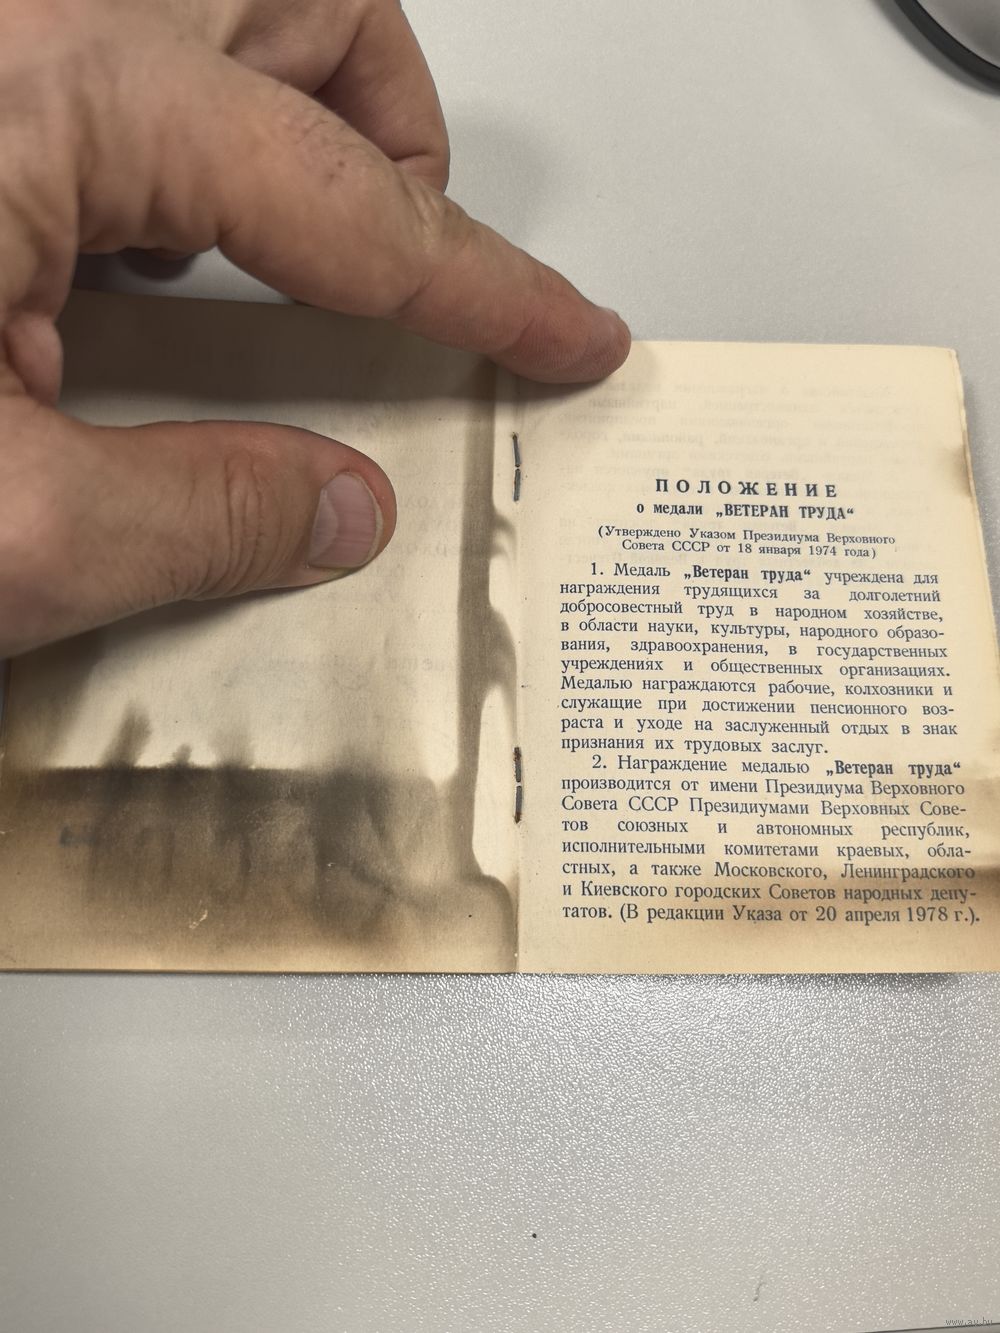 ПОЛОЖЕНИЕ
о медали „ВЕТЕРАН ТРУДА“
(Утверждено Указом Президиума Верховного
Совета СССР от 18 января 1974 года)
1. Медаль „Ветеран труда“ учреждена для
награждения трудящихся за долголетний
добросовестный труд в народном хозяйстве,
в области науки, культуры, народного образо-
вания, здравоохранения, в государственных
учреждениях и общественных организациях.
Медалью награждаются рабочие, колхозники и
служащие при достижении пенсионного воз-
раста и уходе на заслуженный отдых в знак
признания их трудовых заслуг.
2. Награждение медалью „Ветеран труда“
производится от имени Президиума Верховного
Совета СССР Президиумами Верховных Сове-
тов союзных и автономных республик,
исполнительными комитетами краевых, обла-
стных, а также Московского, Ленинградского
и Киевского городских Советов народных депу-
татов. (В редакции Указа от 20 апреля 1978 г.).
www.ay.by